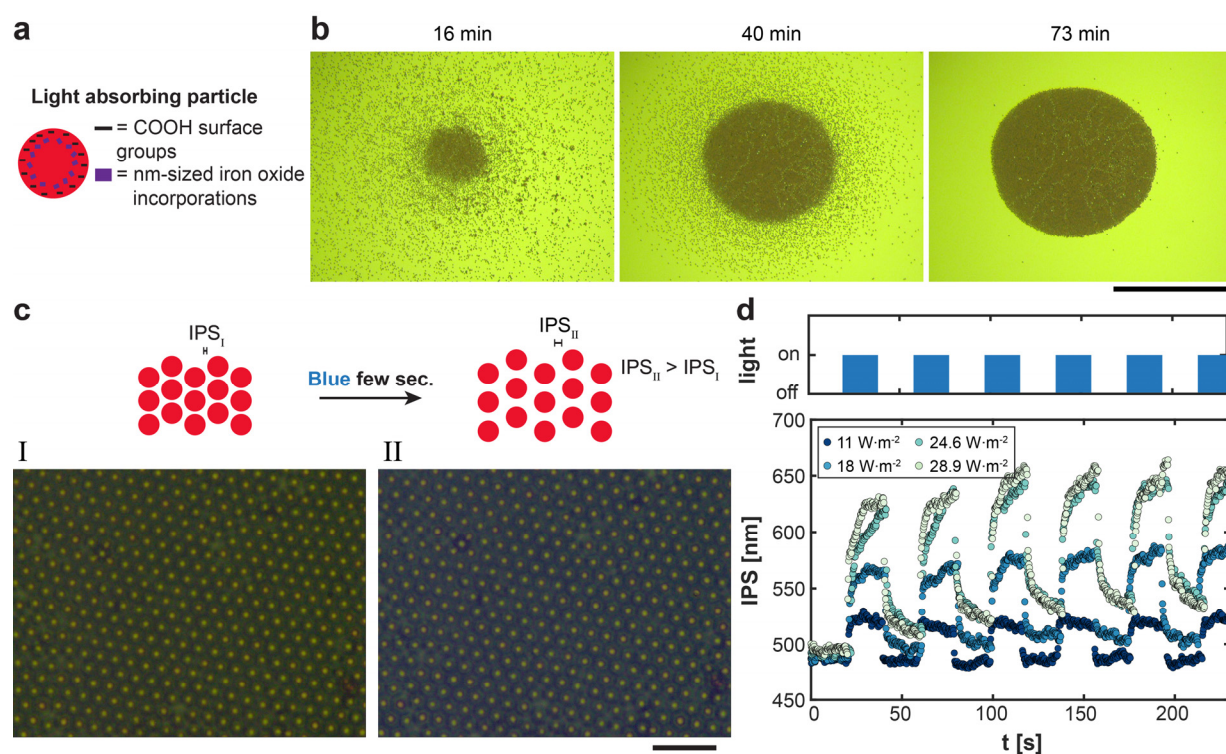 a
Light absorbing particle
= COOH surface
groups
= nm-sized iron oxide
incorporations
b
16 min
40 min
73 min
c
IPS_I
Blue few sec.
IPS_II
IPS_II > IPS_I
I
II
d
light
on
off
IPS [nm]
700
650
600
550
500
450
11 W·m⁻²
24.6 W·m⁻²
18 W·m⁻²
28.9 W·m⁻²
0
50
100
150
200
t [s]